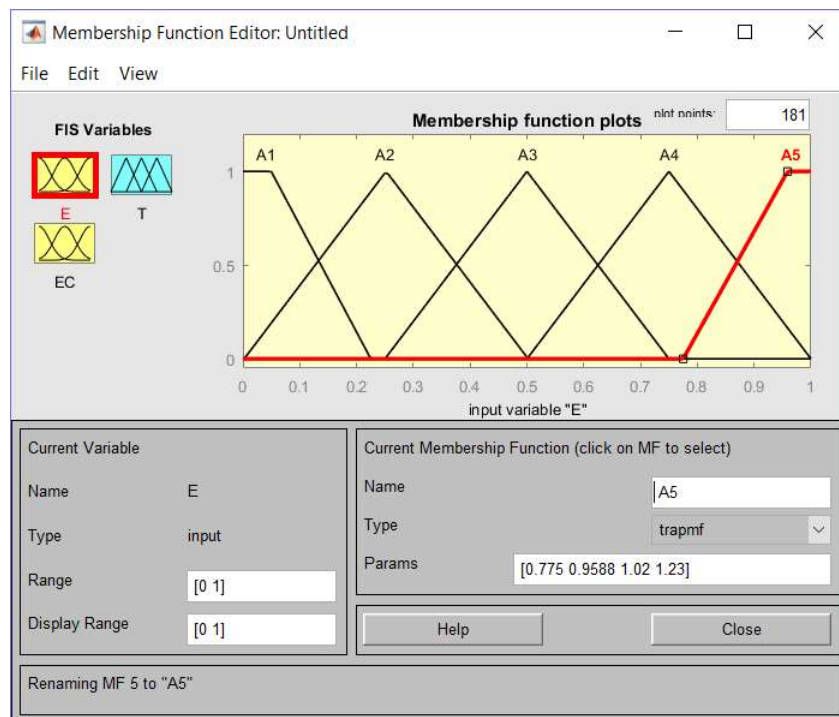 Membership Function Editor: Untitled
File Edit View
FIS Variables
E
T
EC
Membership function plots
plot points:
181
A1 A2 A3 A4 A5
1
0.5
0
0 0.1 0.2 0.3 0.4 0.5 0.6 0.7 0.8 0.9 1
input variable "E"
Current Variable
Name E
Type input
Range [0 1]
Display Range [0 1]
Current Membership Function (click on MF to select)
Name A5
Type trapmf
Params [0.775 0.9588 1.02 1.23]
Help Close
Renaming MF 5 to "A5"